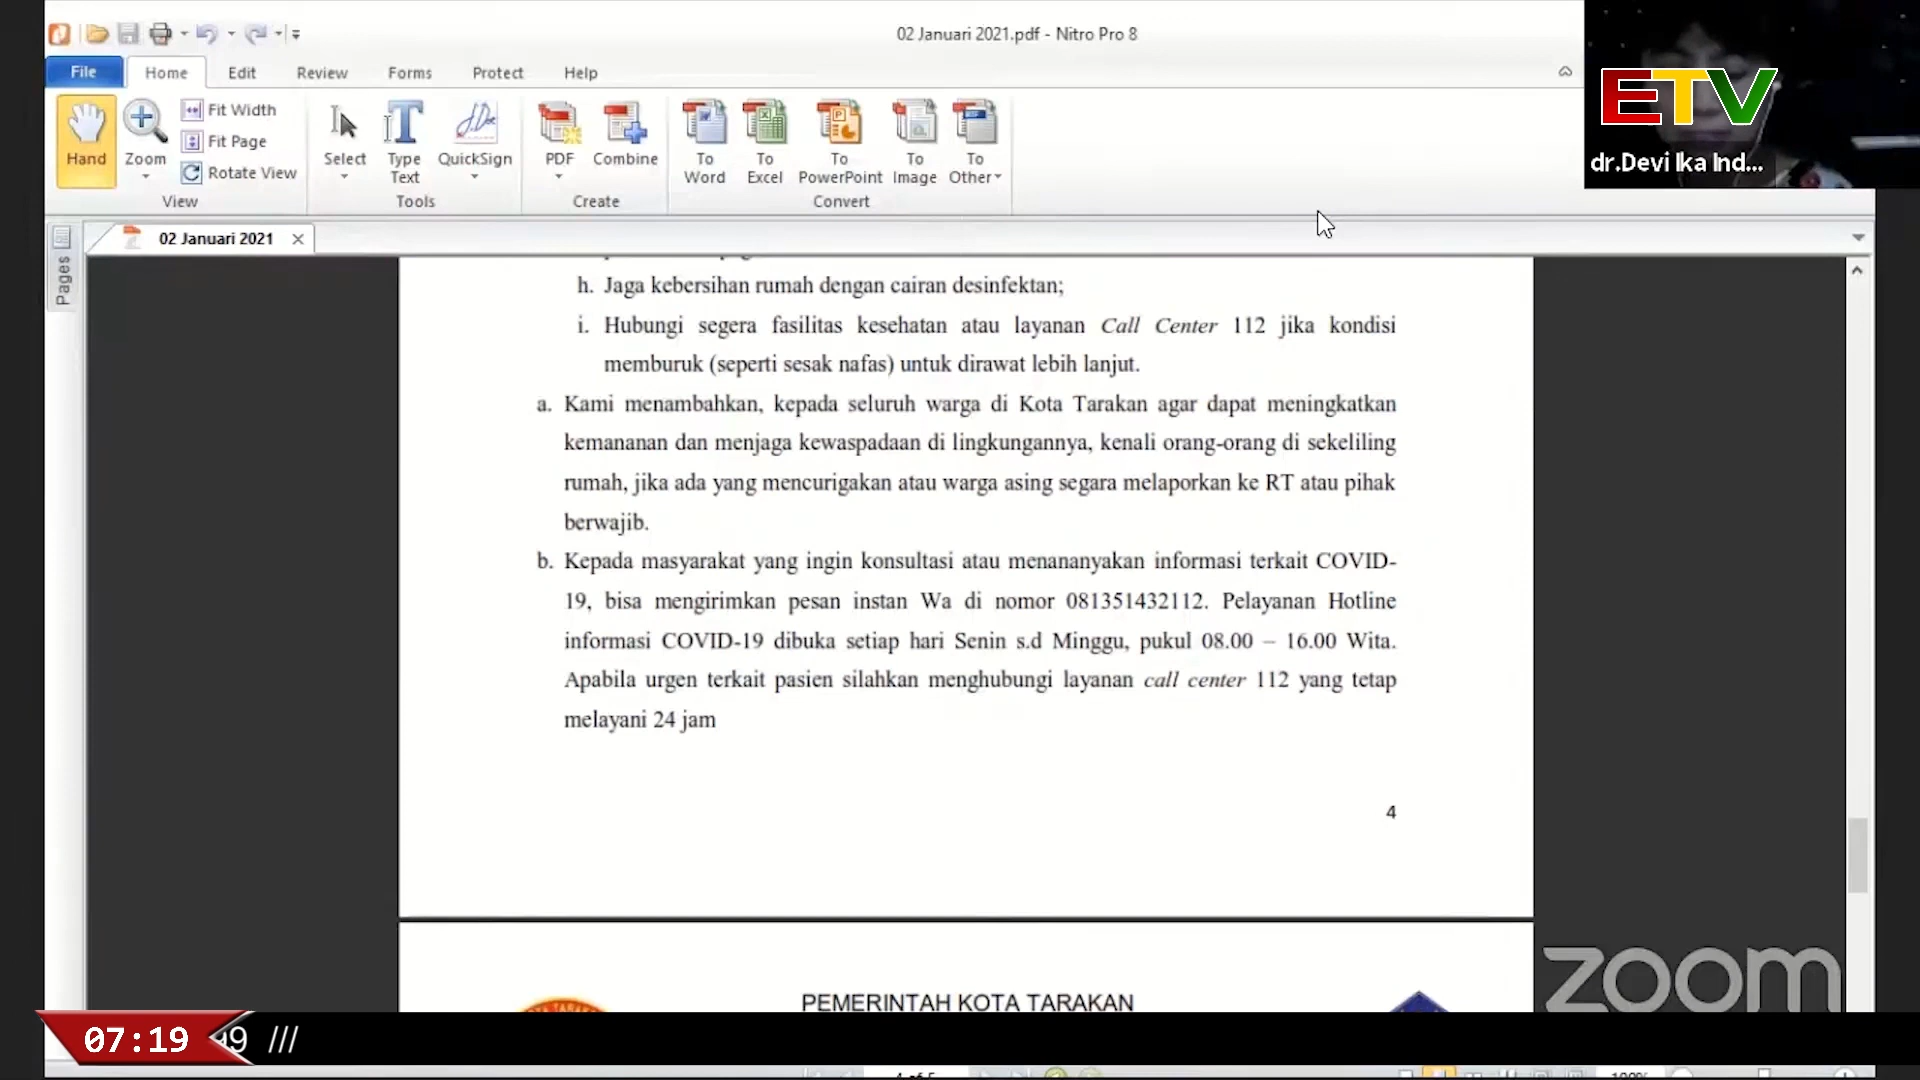 02 Januari 2021.pdf - Nitro Pro 8
File Home Edit Review Forms Protect Help
ETV
dr.Devi Ika Ind...
Hand
Zoom
Fit Width
Fit Page
Rotate View
View
Select
Type Text
QuickSign
Tools
PDF
Combine
Create
To Word
To Excel
To PowerPoint
To Image
To Other
Convert
Pages
02 Januari 2021
h. Jaga kebersihan rumah dengan cairan desinfektan;
i. Hubungi segera fasilitas kesehatan atau layanan Call Center 112 jika kondisi
memburuk (seperti sesak nafas) untuk dirawat lebih lanjut.
a. Kami menambahkan, kepada seluruh warga di Kota Tarakan agar dapat meningkatkan
kemananan dan menjaga kewaspadaan di lingkungannya, kenali orang-orang di sekeliling
rumah, jika ada yang mencurigakan atau warga asing segara melaporkan ke RT atau pihak
berwajib.
b. Kepada masyarakat yang ingin konsultasi atau menananyakan informasi terkait COVID-
19, bisa mengirimkan pesan instan Wa di nomor 081351432112. Pelayanan Hotline
informasi COVID-19 dibuka setiap hari Senin s.d Minggu, pukul 08.00 – 16.00 Wita.
Apabila urgen terkait pasien silahkan menghubungi layanan call center 112 yang tetap
melayani 24 jam
4
PEMERINTAH KOTA TARAKAN
zoom
07:19
99 ///